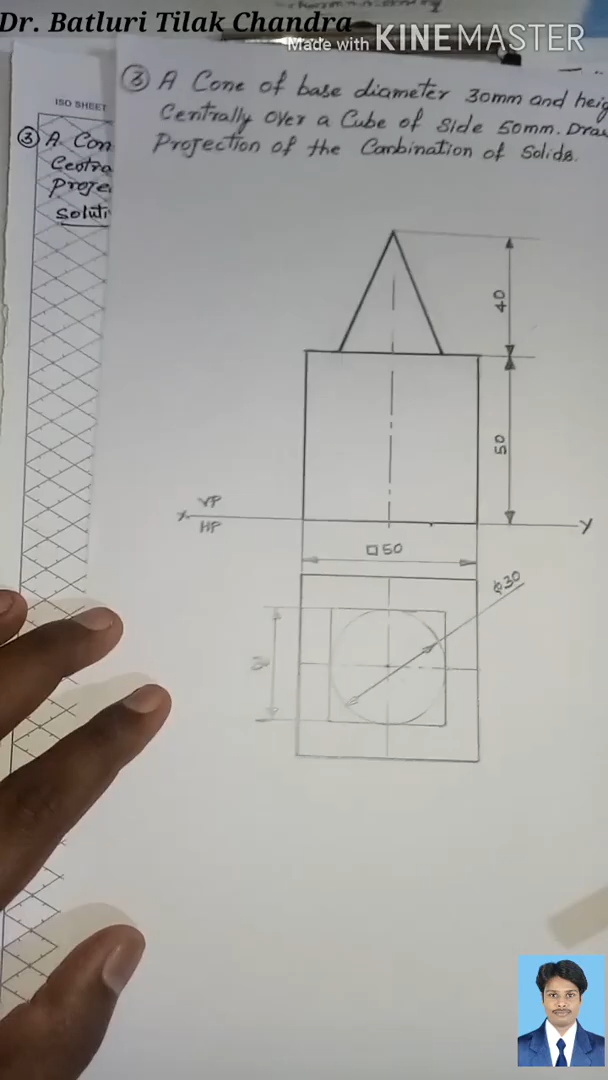 Dr. Batluri Tilak Chandra
Made with KINEMASTER
③ A Cone of base diameter 30mm and heig
Centrally over a Cube of Side 50mm. Draw
Projection of the Combination of Solids.
ISO SHEET
③ A Con
Centra
Proje
Soluti
40
50
VP
X
HP
Y
□ 50
ϕ30